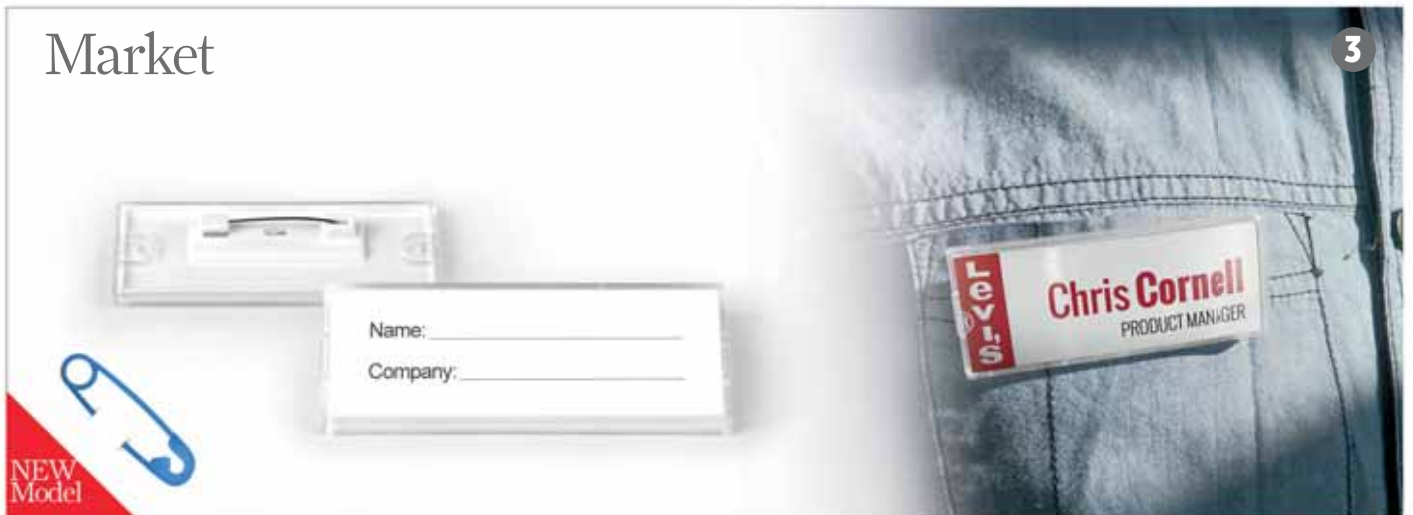 Market
3
Name:
Company:
LEVI'S
®
Chris Cornell
PRODUCT MANAGER
NEW
Model